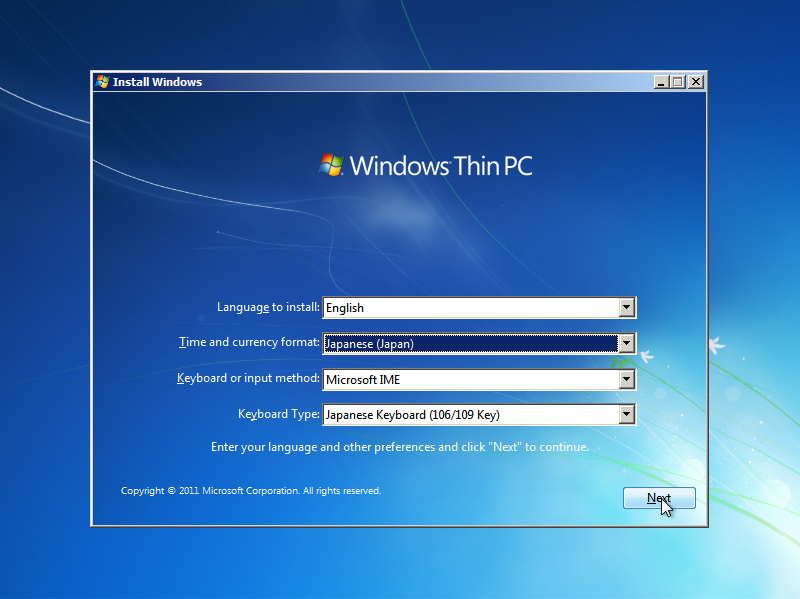 Install Windows
Windows Thin PC
Language to install: English
Time and currency format: Japanese (Japan)
Keyboard or input method: Microsoft IME
Keyboard Type: Japanese Keyboard (106/109 Key)
Enter your language and other preferences and click "Next" to continue.
Copyright © 2011 Microsoft Corporation. All rights reserved.
Next